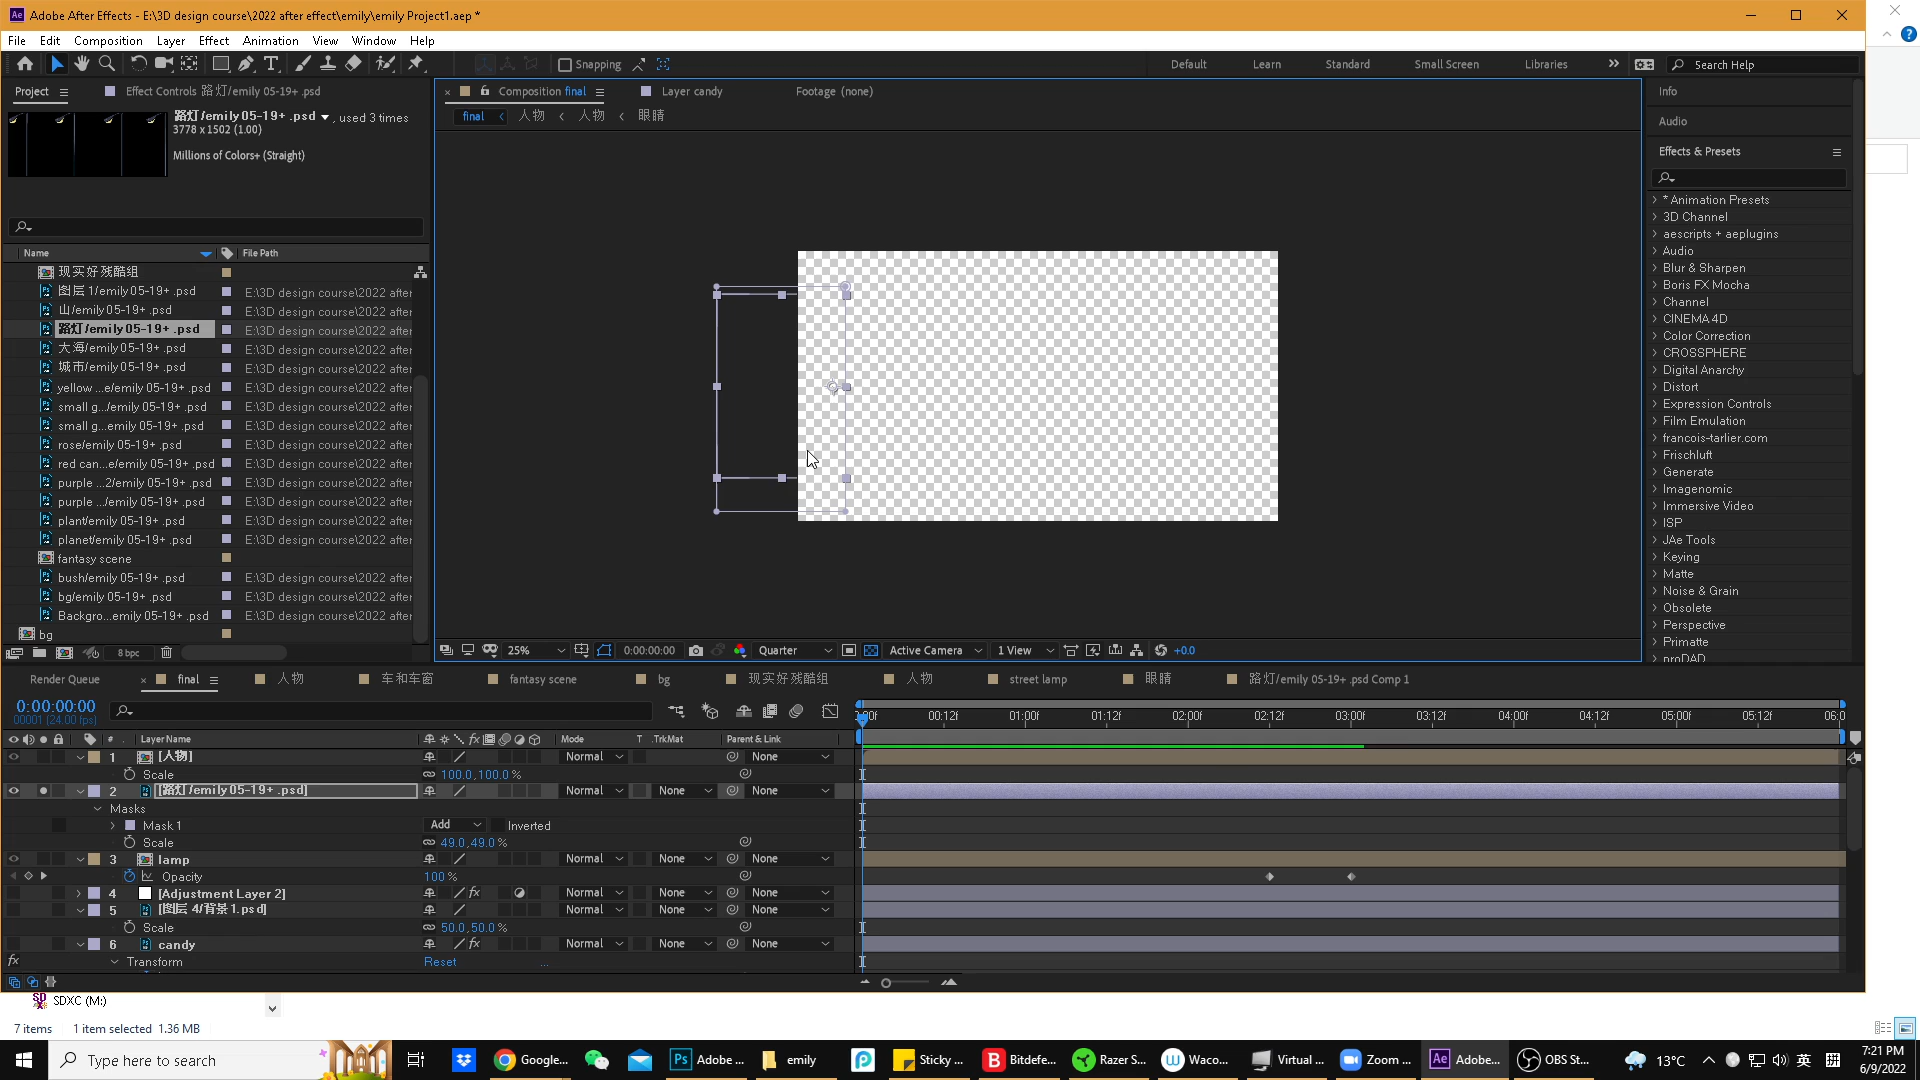 Adobe After Effects - E:\3D design course\2022 after effect\emily\emily Project1.aep *
File Edit Composition Layer Effect Animation View Window Help
Snapping
Default Learn Standard Small Screen Libraries
Search Help
Project
Effect Controls 路灯/emily 05-19+ .psd
路灯/emily 05-19+ .psd , used 3 times
3778 x 1502 (1.00)
Millions of Colors+ (Straight)
Composition final
Layer candy
Footage (none)
final 人物 人物 眼睛
Info
Audio
Effects & Presets
* Animation Presets
3D Channel
aescripts + aeplugins
Audio
Blur & Sharpen
Boris FX Mocha
Channel
CINEMA 4D
Color Correction
CROSSPHERE
Digital Anarchy
Distort
Expression Controls
Film Emulation
francois-tarlier.com
Frischluft
Generate
Imagenomic
Immersive Video
ISP
JAe Tools
Keying
Matte
Noise & Grain
Obsolete
Perspective
Primatte
proDAD
Name File Path
现实好残酷组
图层 1/emily 05-19+ .psd E:\3D design course\2022 after
山/emily 05-19+ .psd E:\3D design course\2022 after
路灯/emily 05-19+ .psd E:\3D design course\2022 after
大海/emily 05-19+ .psd E:\3D design course\2022 after
城市/emily 05-19+ .psd E:\3D design course\2022 after
yellow ...e/emily 05-19+ .psd E:\3D design course\2022 after
small g.../emily 05-19+ .psd E:\3D design course\2022 after
small g...emily 05-19+ .psd E:\3D design course\2022 after
rose/emily 05-19+ .psd E:\3D design course\2022 after
red can...e/emily 05-19+ .psd E:\3D design course\2022 after
purple ...2/emily 05-19+ .psd E:\3D design course\2022 after
purple .../emily 05-19+ .psd E:\3D design course\2022 after
plant/emily 05-19+ .psd E:\3D design course\2022 after
planet/emily 05-19+ .psd E:\3D design course\2022 after
fantasy scene
bush/emily 05-19+ .psd E:\3D design course\2022 after
bg/emily 05-19+ .psd E:\3D design course\2022 after
Backgro...emily 05-19+ .psd E:\3D design course\2022 after
bg
8 bpc
25% 0:00:00:00 Quarter Active Camera 1 View +0.0
Render Queue final 人物 车和车窗 fantasy scene bg 现实好残酷组 人物 street lamp 眼睛 路灯/emily 05-19+ .psd Comp 1
0:00:00:00
00001 (24.00 fps)
00f 00:12f 01:00f 01:12f 02:00f 02:12f 03:00f 03:12f 04:00f 04:12f 05:00f 05:12f 06:0
# Layer Name Mode T .TrkMat Parent & Link
1 [人物] Normal None
Scale 100.0,100.0%
2 [路灯/emily 05-19+ .psd] Normal None None
Masks
Mask 1 Add Inverted
Scale 49.0,49.0%
3 lamp Normal None None
Opacity 100%
4 [Adjustment Layer 2] Normal None None
5 [图层 4/背景 1.psd] Normal None None
Scale 50.0,50.0%
6 candy Normal None None
Transform Reset ...
SDXC (M:)
7 items 1 item selected 1.36 MB
Type here to search
Google...
Adobe ...
emily
Sticky ...
Bitdefe...
Razer S...
Waco...
Virtual ...
Zoom ...
Adobe...
OBS St...
13°C
英
7:21 PM
6/9/2022